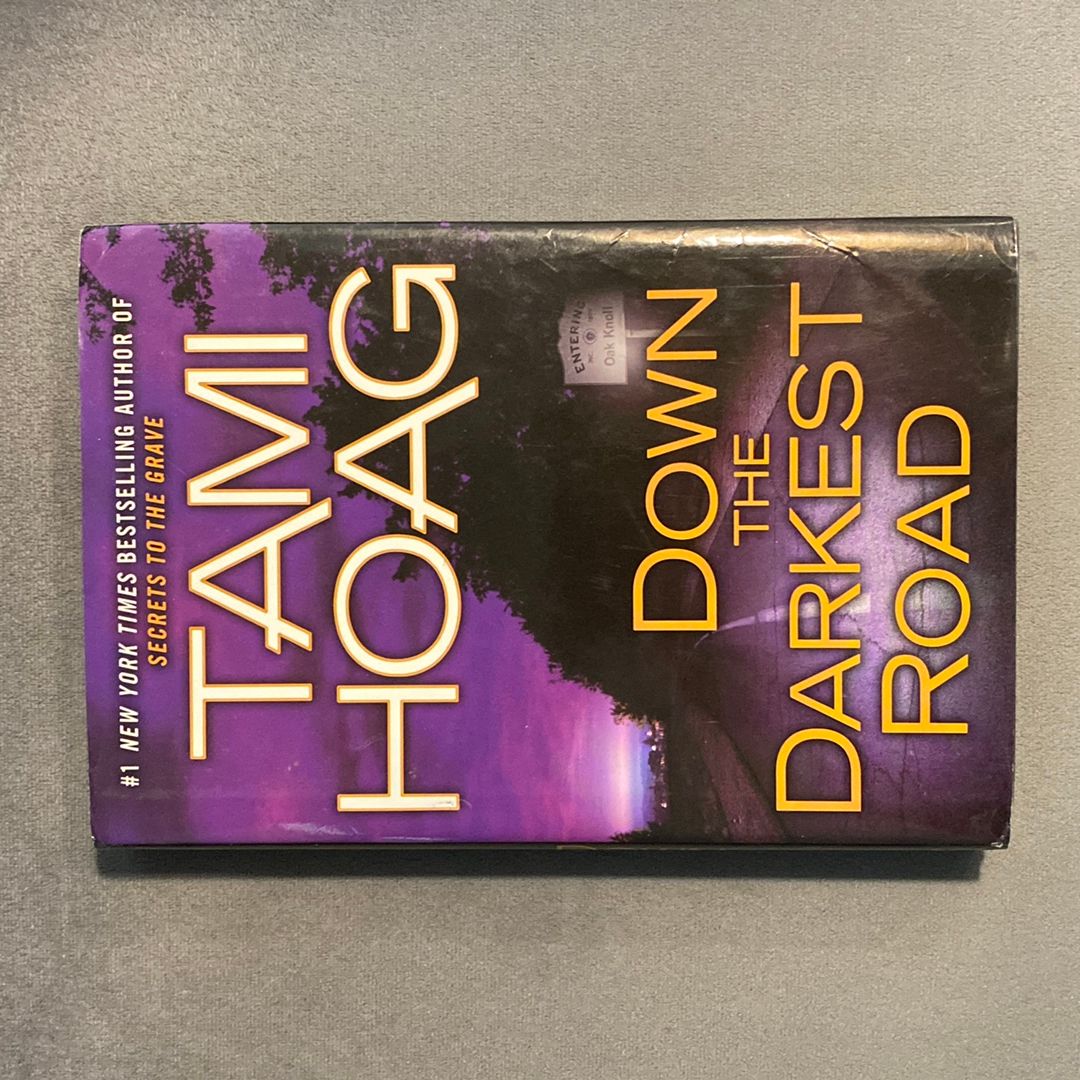 #1 NEW YORK TIMES BESTSELLING AUTHOR OF
SECRETS TO THE GRAVE
TAMI
HOAG
ENTERING
Oak Knoll
DOWN
THE
DARKEST
ROAD